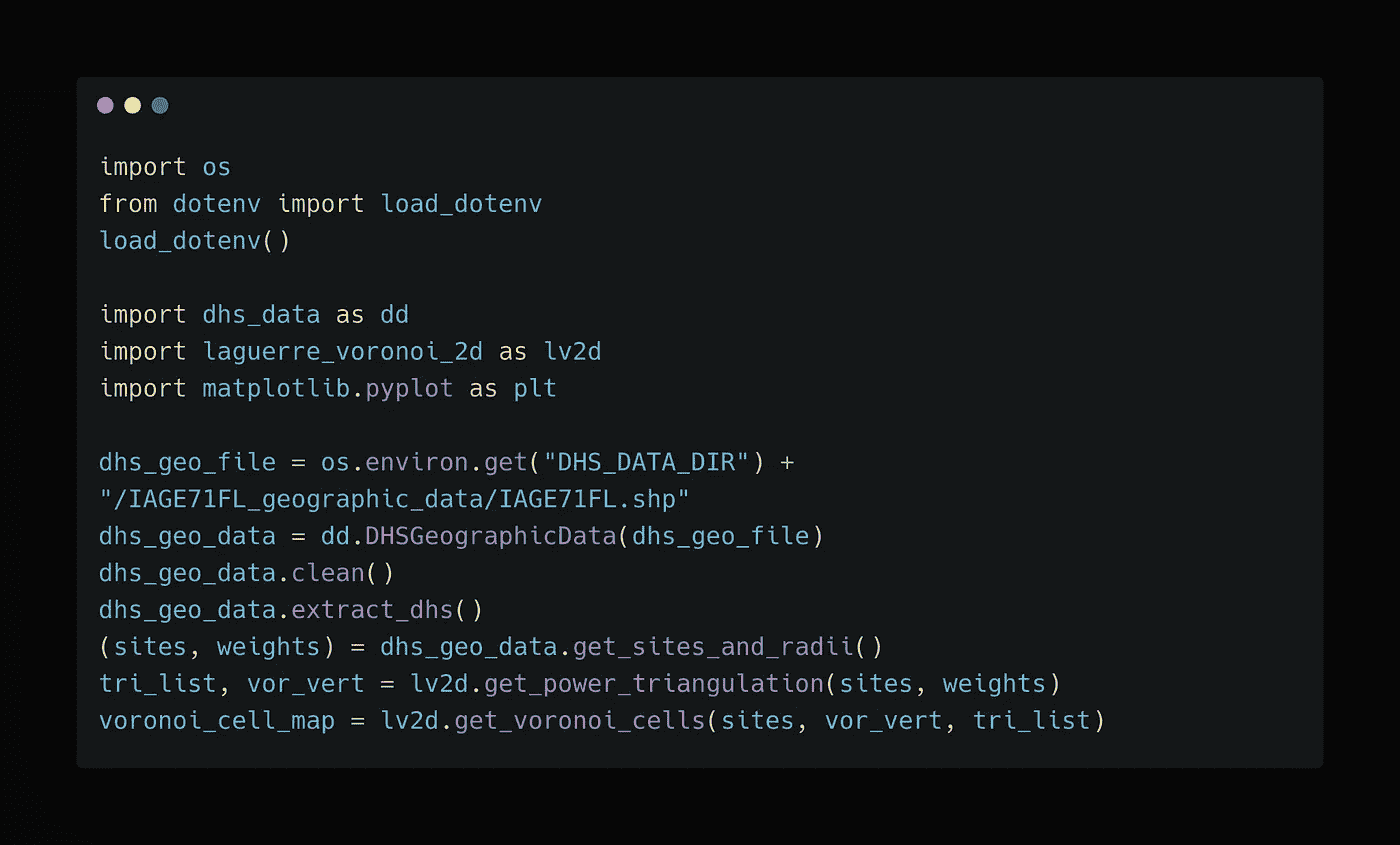 import os
from dotenv import load_dotenv
load_dotenv()

import dhs_data as dd
import laguerre_voronoi_2d as lv2d
import matplotlib.pyplot as plt

dhs_geo_file = os.environ.get("DHS_DATA_DIR") +
"/IAGE71FL_geographic_data/IAGE71FL.shp"
dhs_geo_data = dd.DHSGeographicData(dhs_geo_file)
dhs_geo_data.clean()
dhs_geo_data.extract_dhs()
(sites, weights) = dhs_geo_data.get_sites_and_radii()
tri_list, vor_vert = lv2d.get_power_triangulation(sites, weights)
voronoi_cell_map = lv2d.get_voronoi_cells(sites, vor_vert, tri_list)